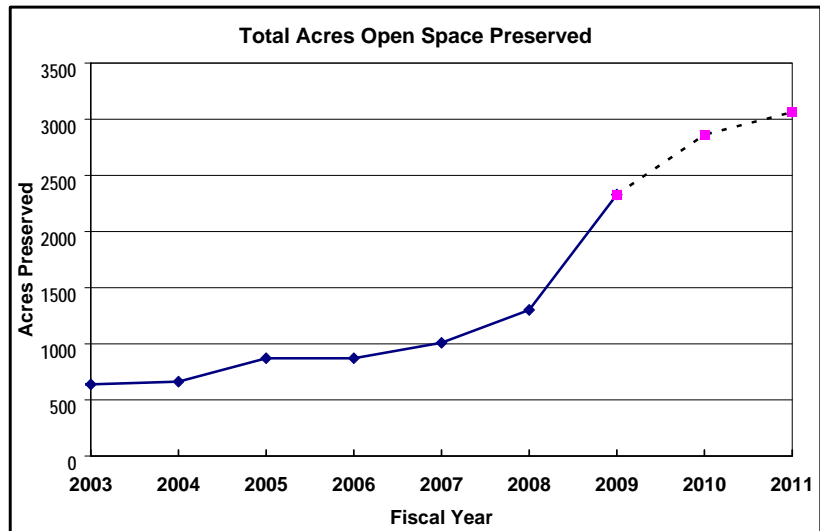 Total Acres Open Space Preserved
3500
3000
2500
2000
1500
1000
500
0
Acres Preserved
2003 2004 2005 2006 2007 2008 2009 2010 2011
Fiscal Year